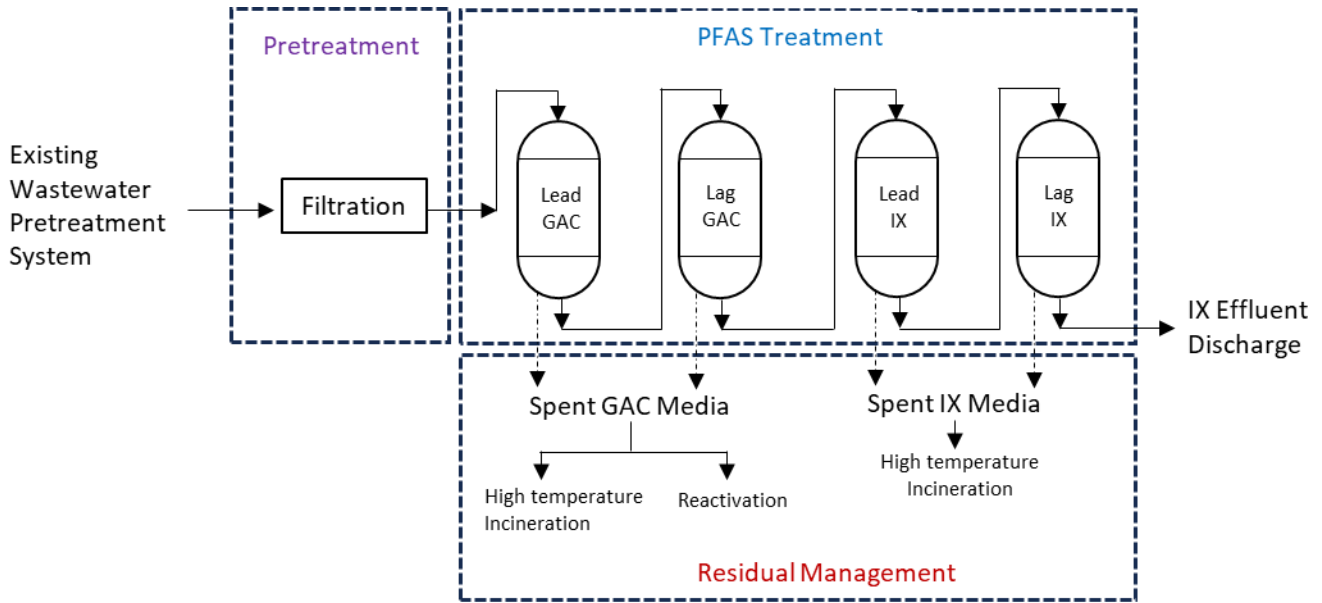 Pretreatment
PFAS Treatment
Existing
Wastewater
Pretreatment
System
Filtration
Lead
GAC
Lag
GAC
Lead
IX
Lag
IX
IX Effluent
Discharge
Spent GAC Media
Spent IX Media
High temperature
Incineration
Reactivation
High temperature
Incineration
Residual Management